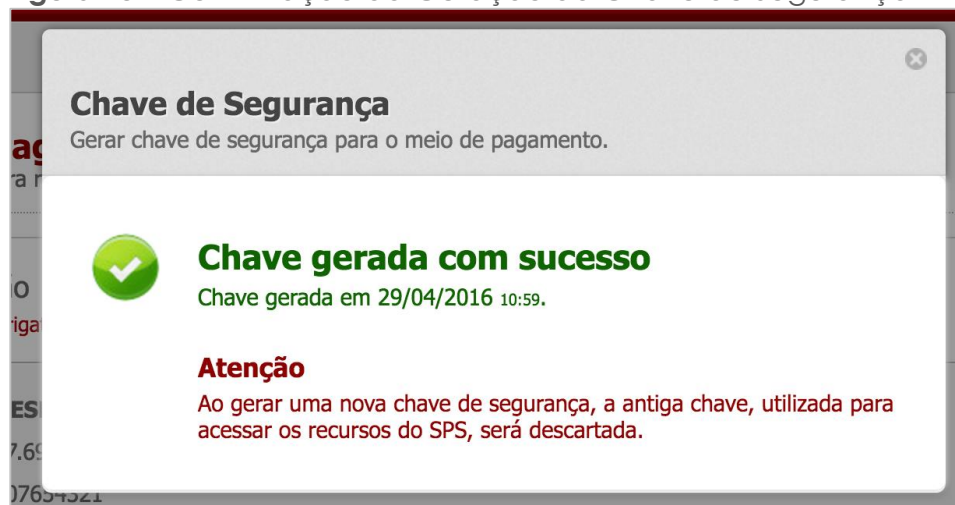 Chave de Segurança
Gerar chave de segurança para o meio de pagamento.
Chave gerada com sucesso
Chave gerada em 29/04/2016 10:59.
Atenção
Ao gerar uma nova chave de segurança, a antiga chave, utilizada para
acessar os recursos do SPS, será descartada.